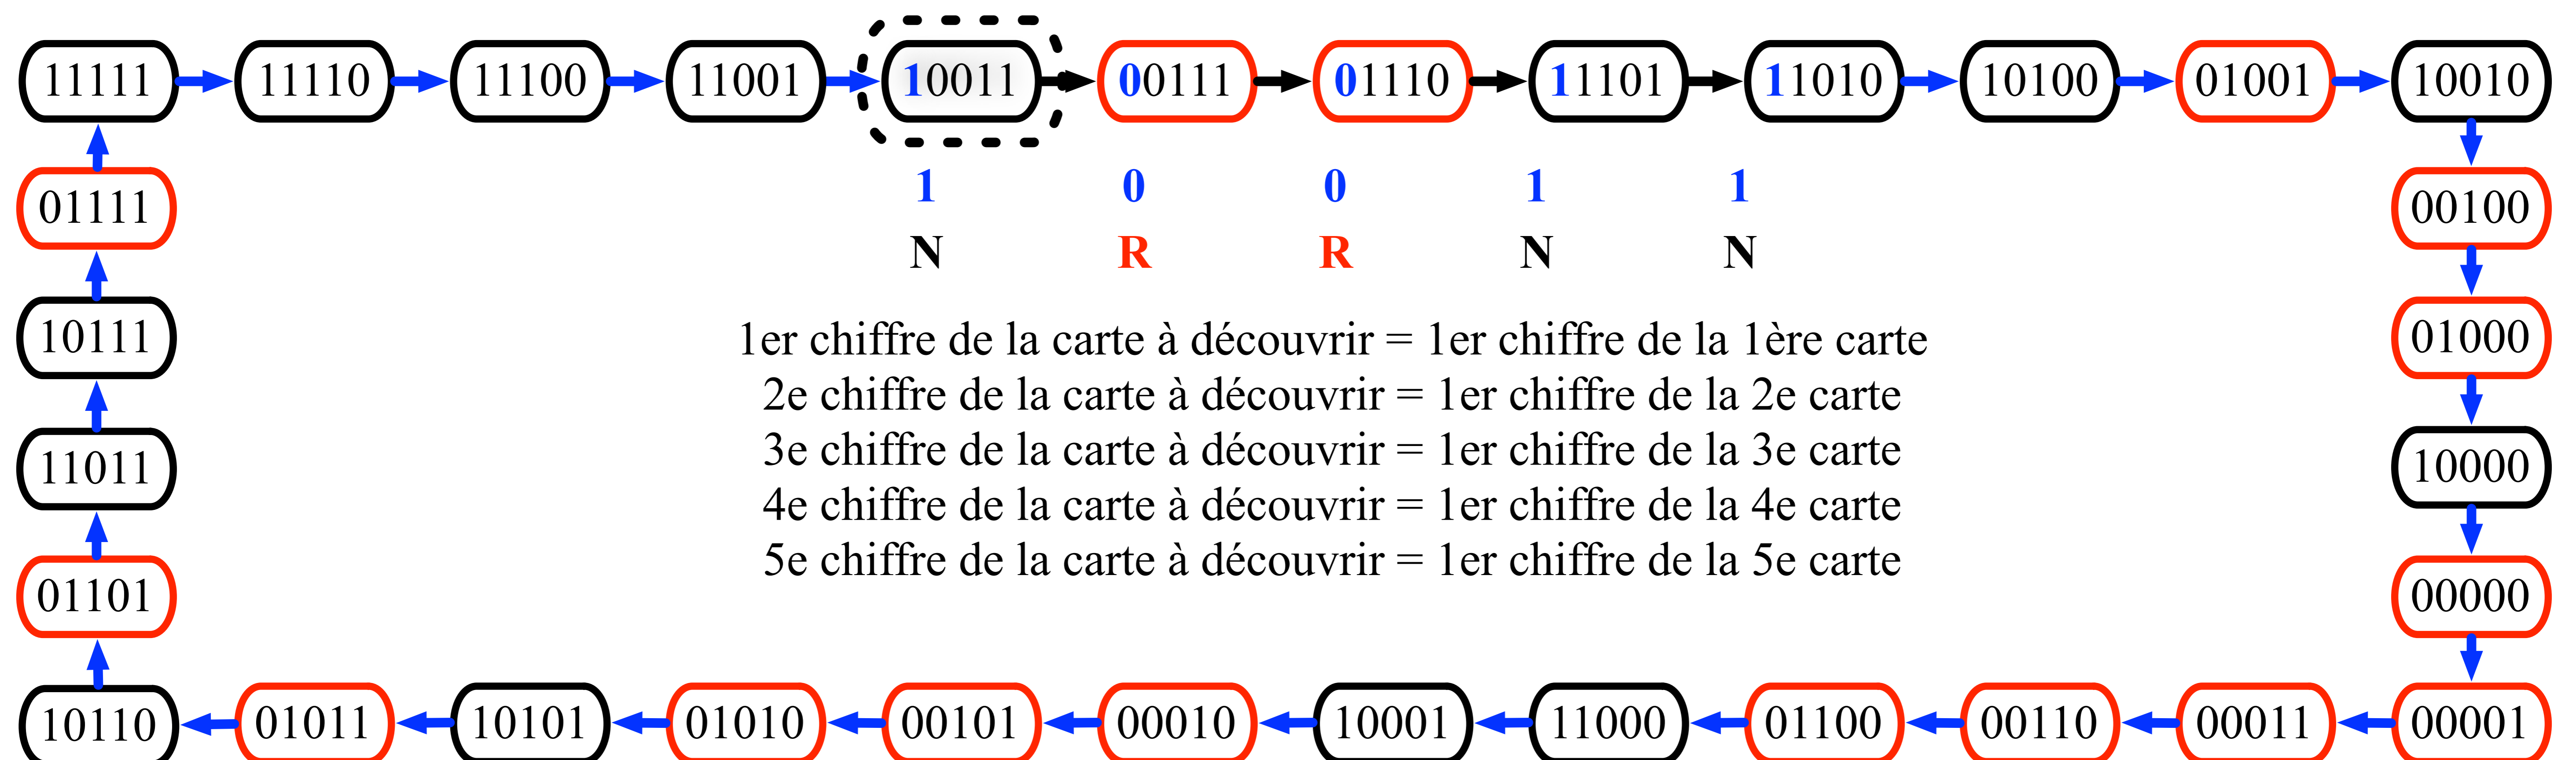 11111 11110 11100 11001 10011 00111 01110 11101 11010 10100 01001 10010
1 0 0 1 1
01111 00100
N R R N N
10111 01000
1er chiffre de la carte à découvrir = 1er chiffre de la 1ère carte
2e chiffre de la carte à découvrir = 1er chiffre de la 2e carte
3e chiffre de la carte à découvrir = 1er chiffre de la 3e carte
11011 10000
4e chiffre de la carte à découvrir = 1er chiffre de la 4e carte
5e chiffre de la carte à découvrir = 1er chiffre de la 5e carte
01101 00000
10110 01011 10101 01010 00101 00010 10001 11000 01100 00110 00011 00001